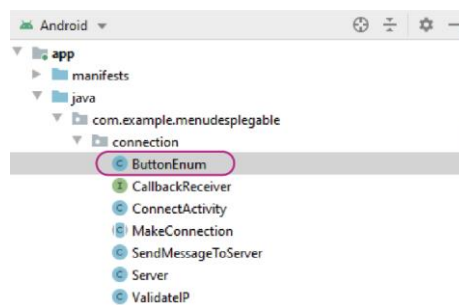 Android
app
manifests
java
com.example.menudesplegable
connection
C ButtonEnum
I CallbackReceiver
C ConnectActivity
C MakeConnection
C SendMessageToServer
C Server
C ValidateIP